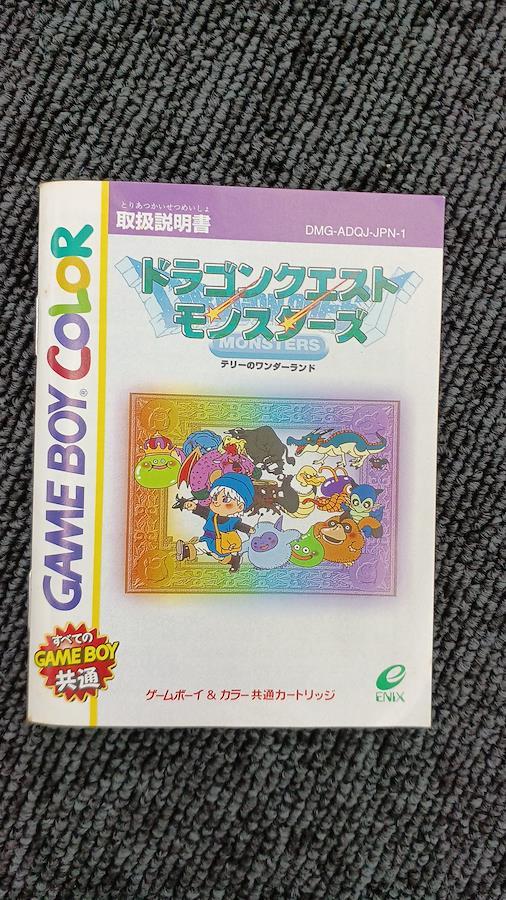 とりあつかいせつめいしょ
取扱説明書
DMG-ADQJ-JPN-1
GAME BOY® COLOR
ドラゴンクエスト
モンスターズ
MONSTERS
テリーのワンダーランド
すべての
GAME BOY
共通
ゲームボーイ & カラー 共通カートリッジ
e
ENIX